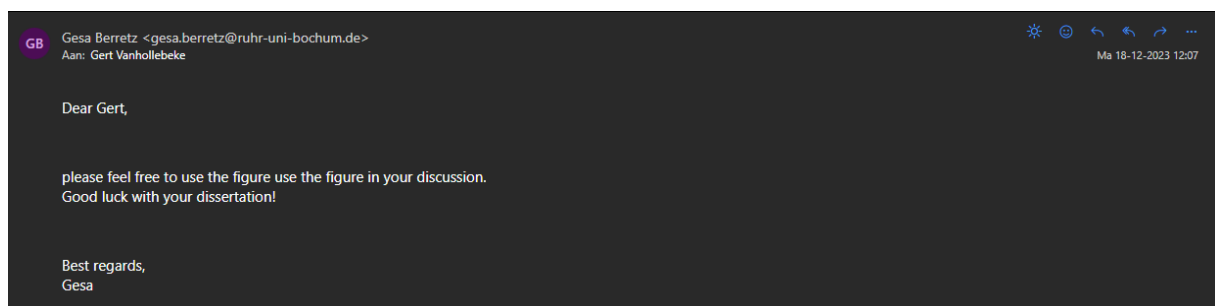 GB
Gesa Berretz <gesa.berretz@ruhr-uni-bochum.de>
Aan: Gert Vanhollebeke
Ma 18-12-2023 12:07
Dear Gert,
please feel free to use the figure use the figure in your discussion.
Good luck with your dissertation!
Best regards,
Gesa